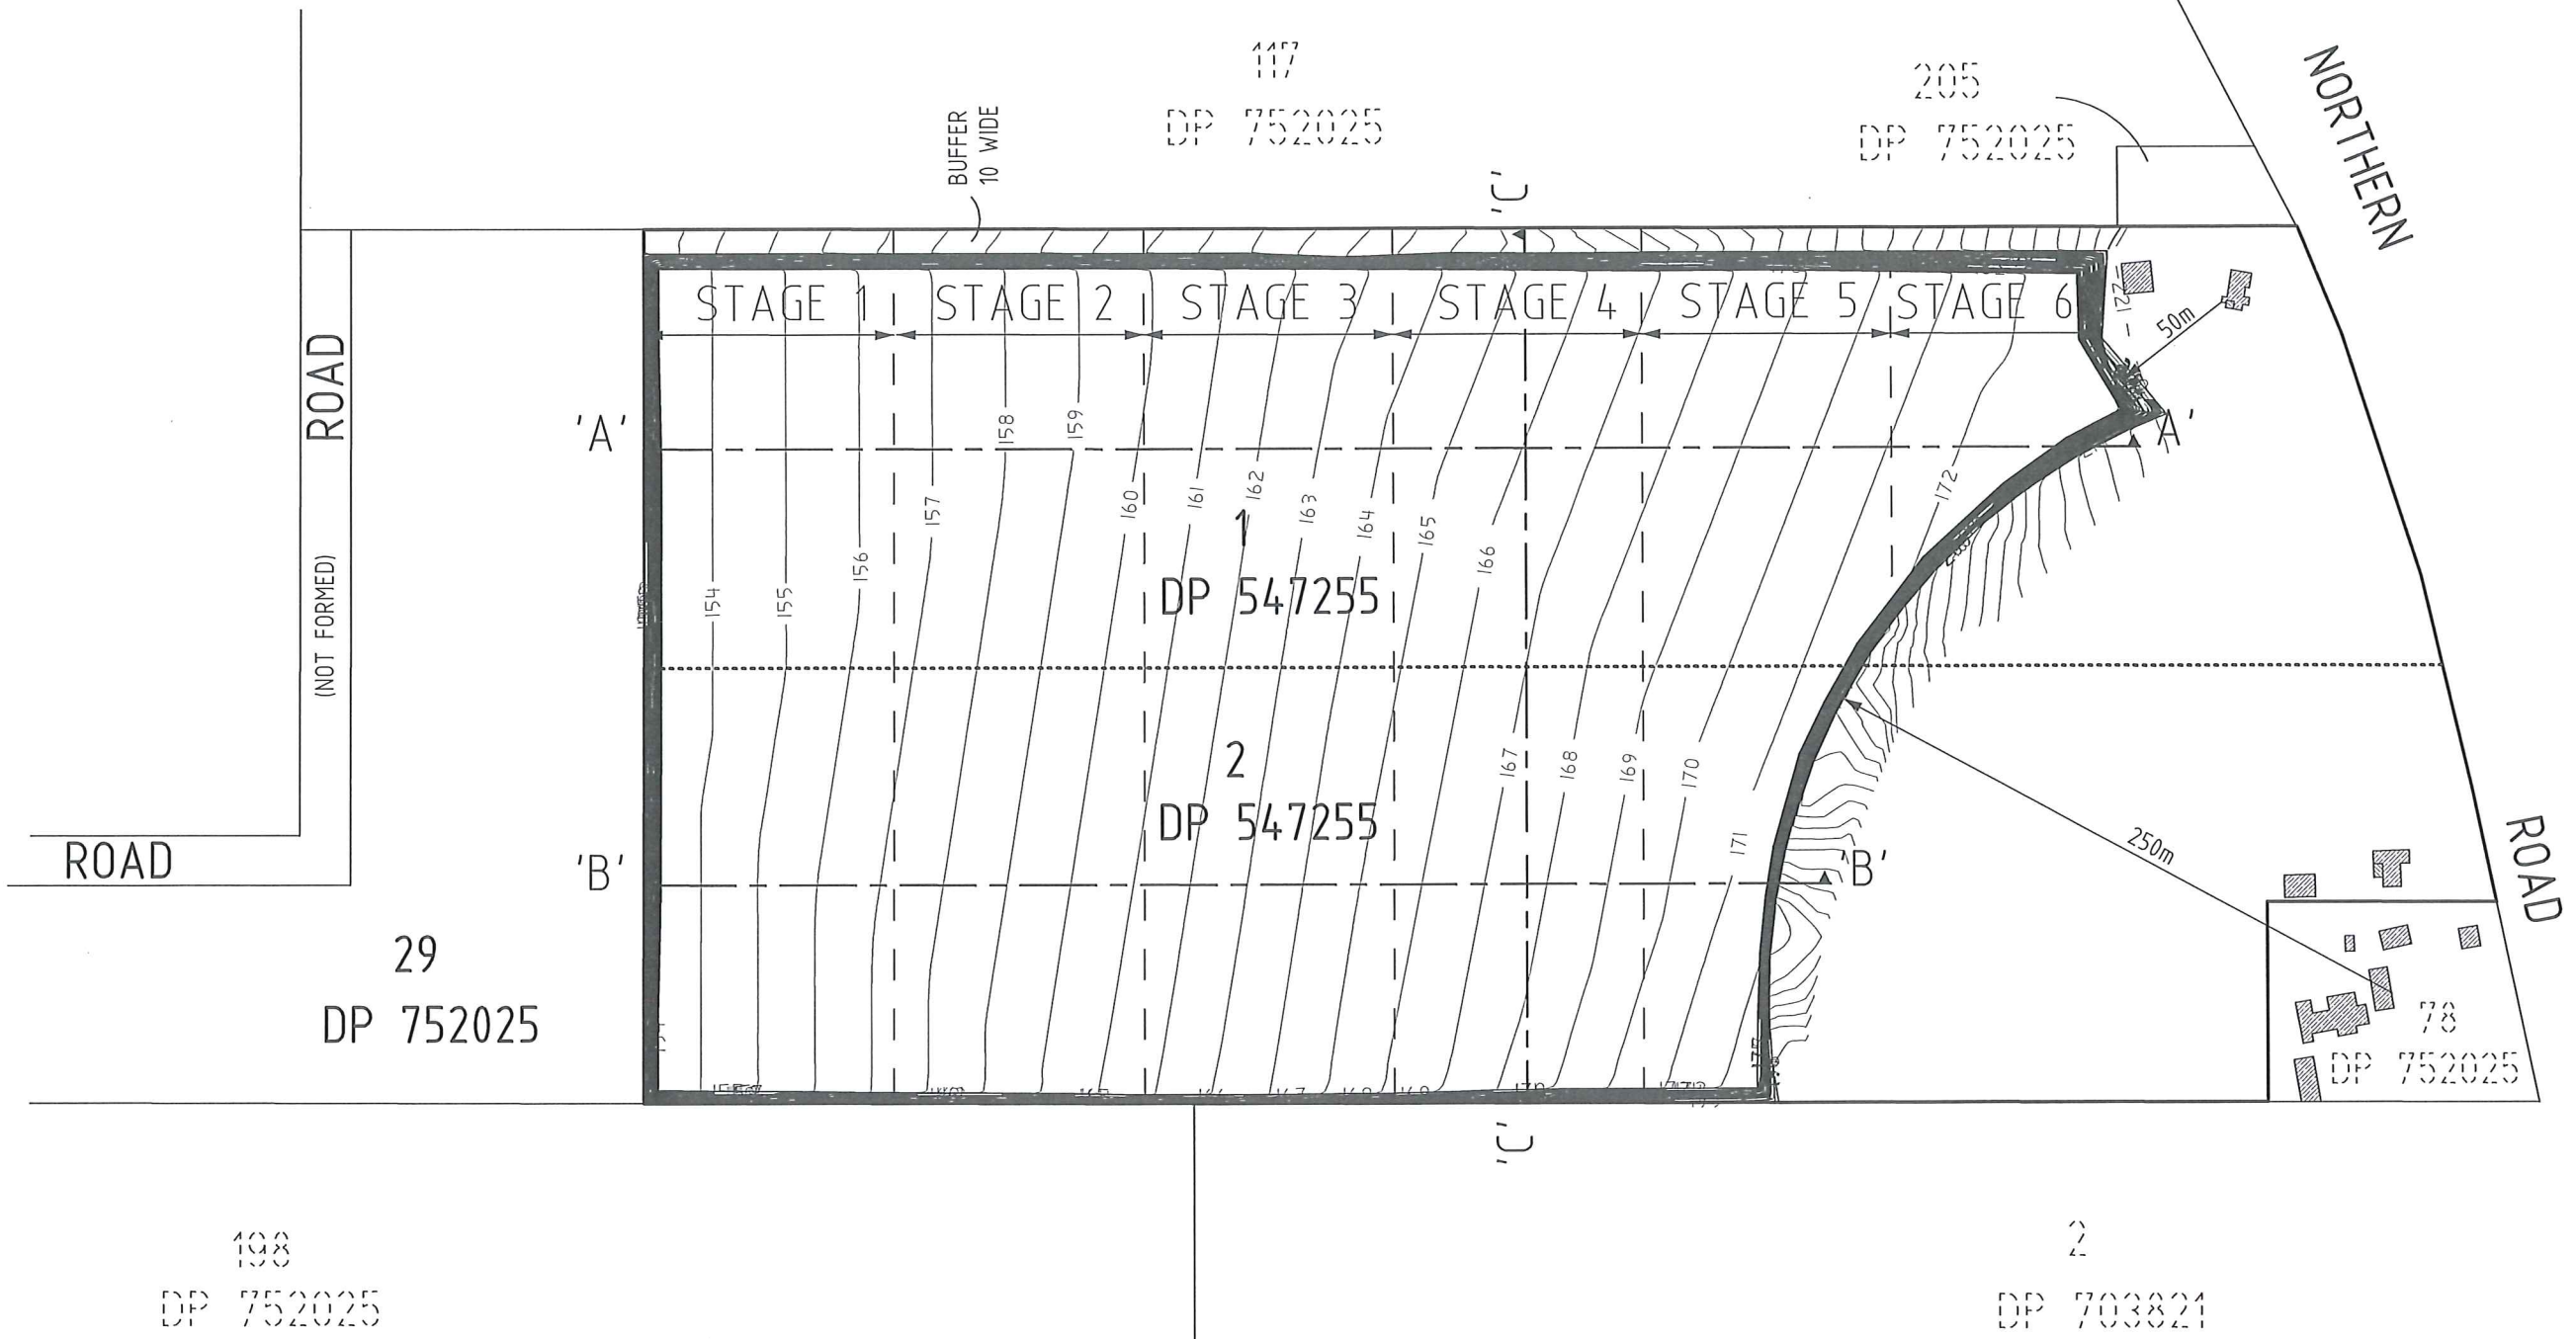 117
DP 752025
205
DP 752025
NORTHERN
BUFFER
10 WIDE
'C'
STAGE 1
STAGE 2
STAGE 3
STAGE 4
STAGE 5
STAGE 6
50m
ROAD
(NOT FORMED)
'A'
A'
154
155
156
157
158
159
160
161
162
163
164
165
166
172
1
DP 547255
2
DP 547255
167
168
169
170
171
250m
ROAD
ROAD
'B'
'B'
29
DP 752025
78
DP 752025
'C'
198
DP 752025
2
DP 703821